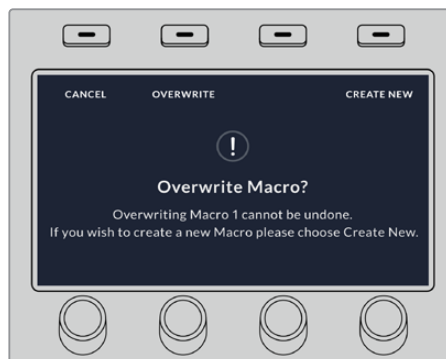 CANCEL OVERWRITE CREATE NEW
!
Overwrite Macro?
Overwriting Macro 1 cannot be undone.
If you wish to create a new Macro please choose Create New.